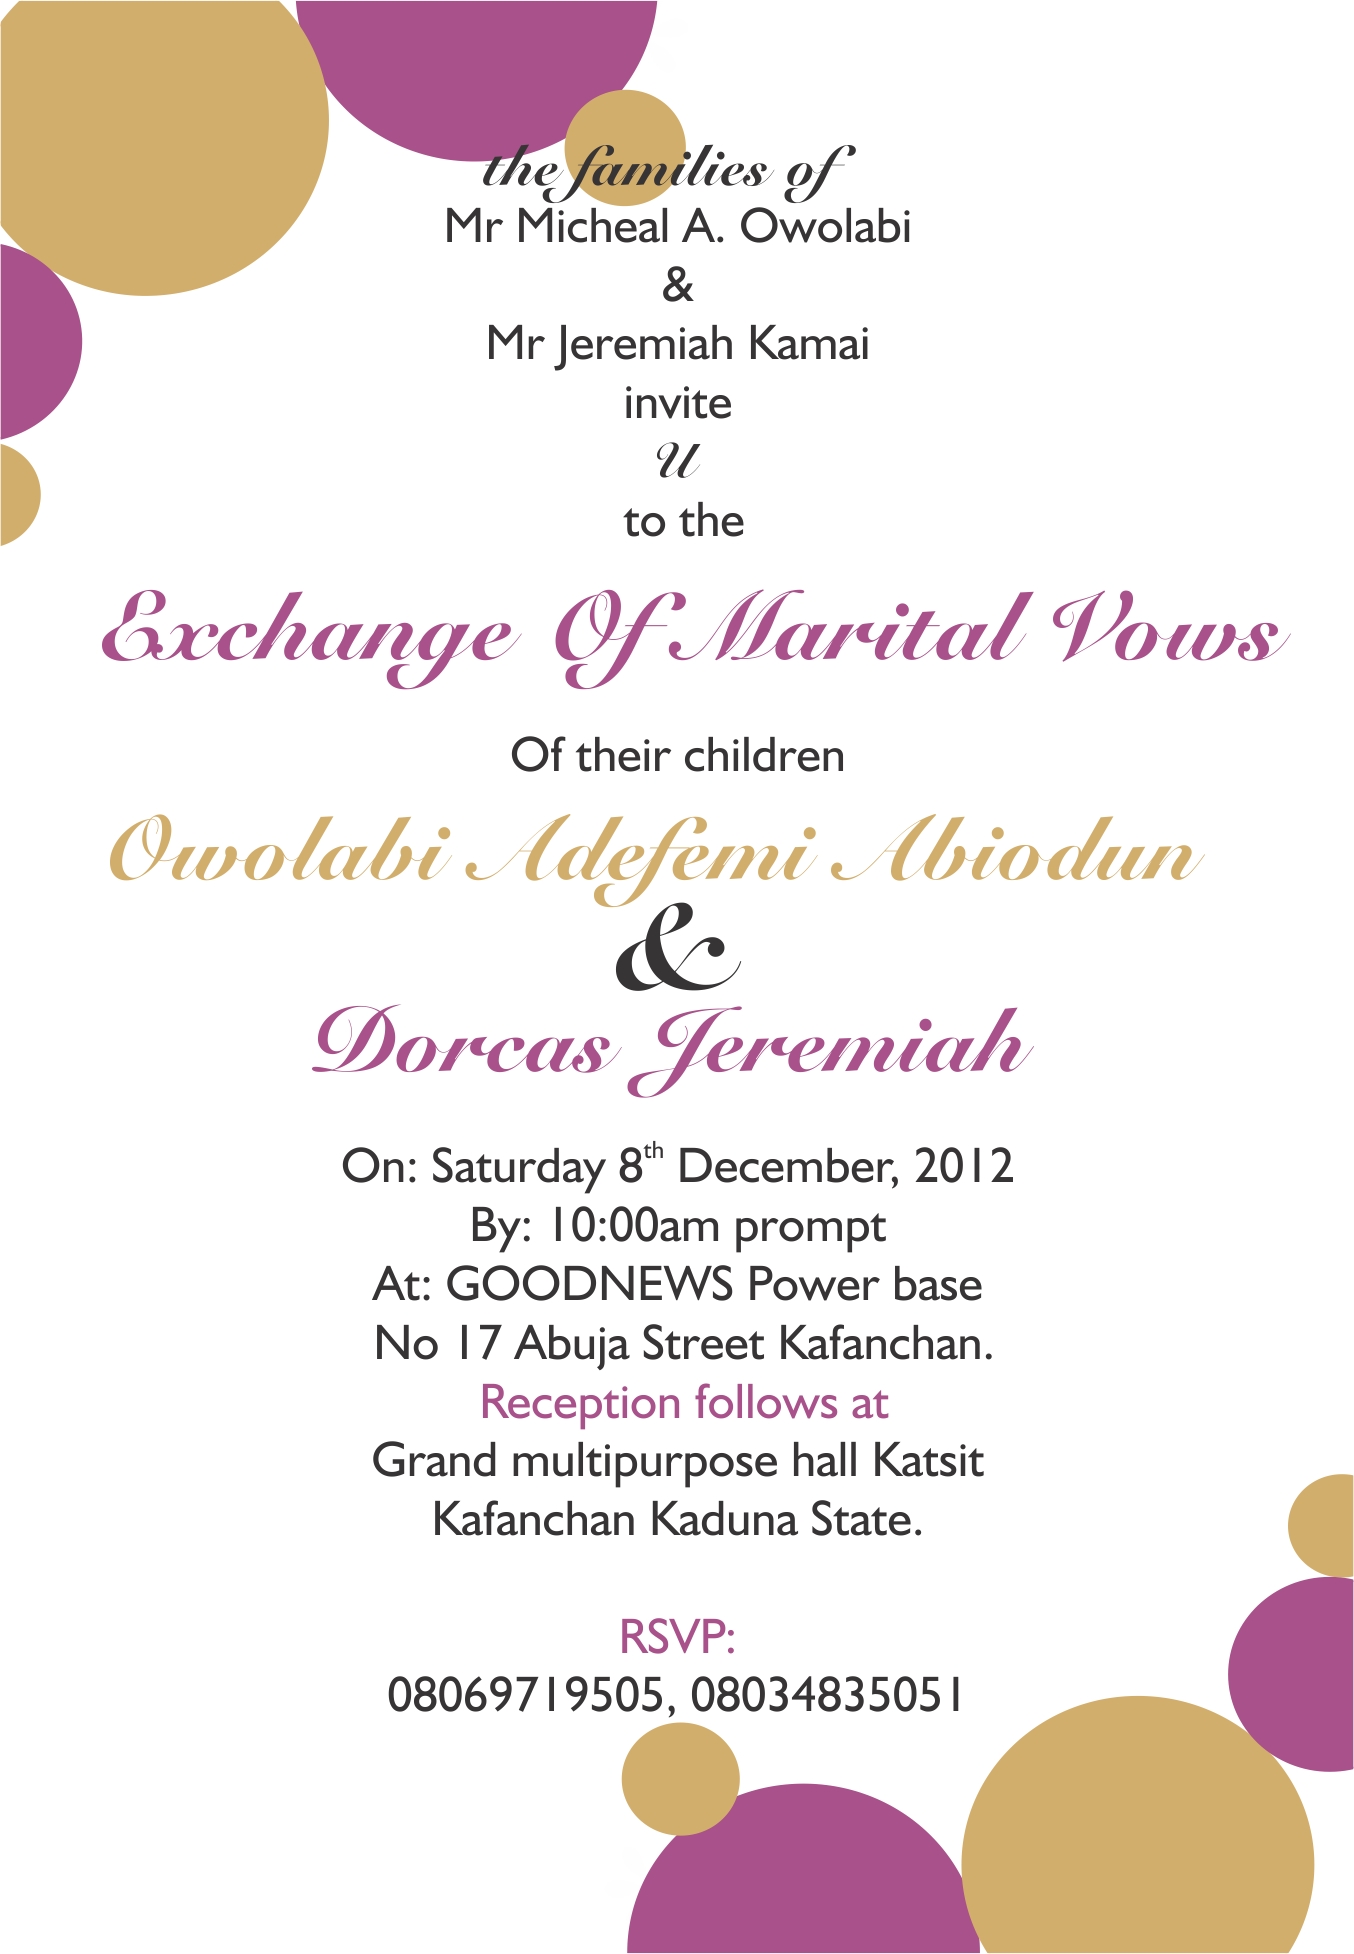 the families of
Mr Micheal A. Owolabi
&
Mr Jeremiah Kamai
invite
U
to the
Exchange Of Marital Vows
Of their children
Owolabi Adefemi Abiodun
&
Dorcas Jeremiah
On: Saturday 8th December, 2012
By: 10:00am prompt
At: GOODNEWS Power base
No 17 Abuja Street Kafanchan.
Reception follows at
Grand multipurpose hall Katsit
Kafanchan Kaduna State.
RSVP:
08069719505, 08034835051